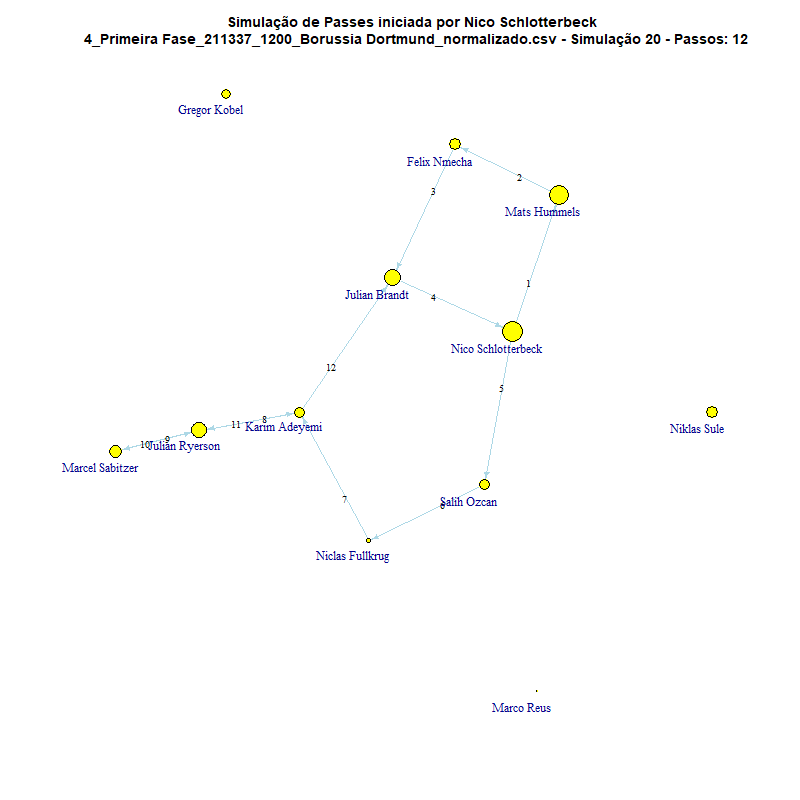 Simulação de Passes iniciada por Nico Schlotterbeck
4_Primeira Fase_211337_1200_Borussia Dortmund_normalizado.csv - Simulação 20 - Passos: 12
Gregor Kobel
Felix Nmecha
2
3
Mats Hummels
1
Julian Brandt
4
Nico Schlotterbeck
12
5
11
8
Karim Adeyemi
Niklas Sule
10
9
Julian Ryerson
Marcel Sabitzer
7
Salih Ozcan
6
Niclas Fullkrug
Marco Reus